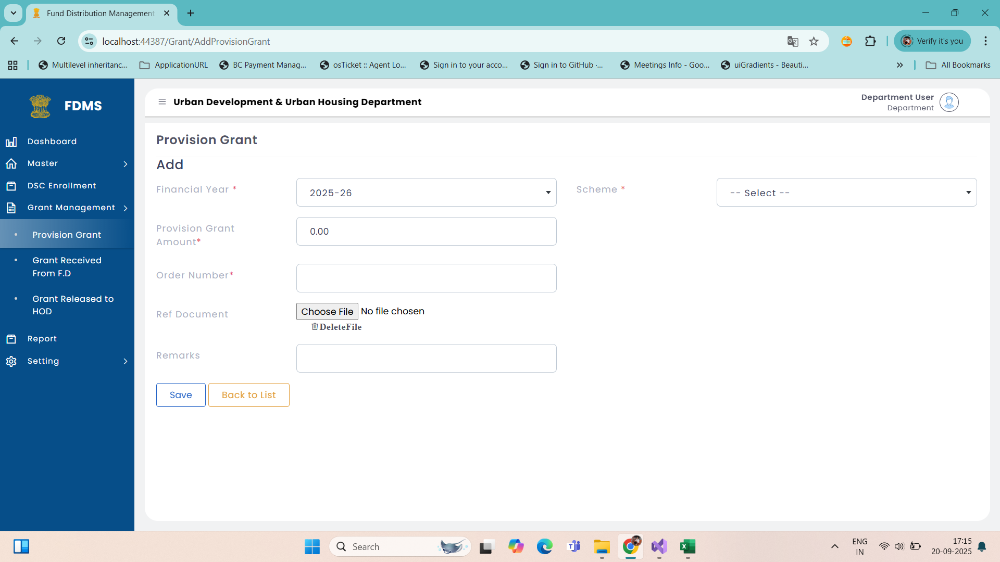 Fund Distribution Management
localhost:44387/Grant/AddProvisionGrant
Verify it's you
Multilevel inheritanc...
ApplicationURL
BC Payment Manag...
osTicket :: Agent Lo...
Sign in to your acco...
Sign in to GitHub ·...
Meetings Info - Goo...
uiGradients - Beauti...
All Bookmarks
FDMS
Dashboard
Master
DSC Enrollment
Grant Management
Provision Grant
Grant Received
From F.D
Grant Released to
HOD
Report
Setting
Urban Development & Urban Housing Department
Department User
Department
Provision Grant
Add
Financial Year *
2025-26
Scheme *
-- Select --
Provision Grant
Amount*
0.00
Order Number*
Ref Document
Choose File No file chosen
DeleteFile
Remarks
Save
Back to List
Search
ENG
IN
17:15
20-09-2025